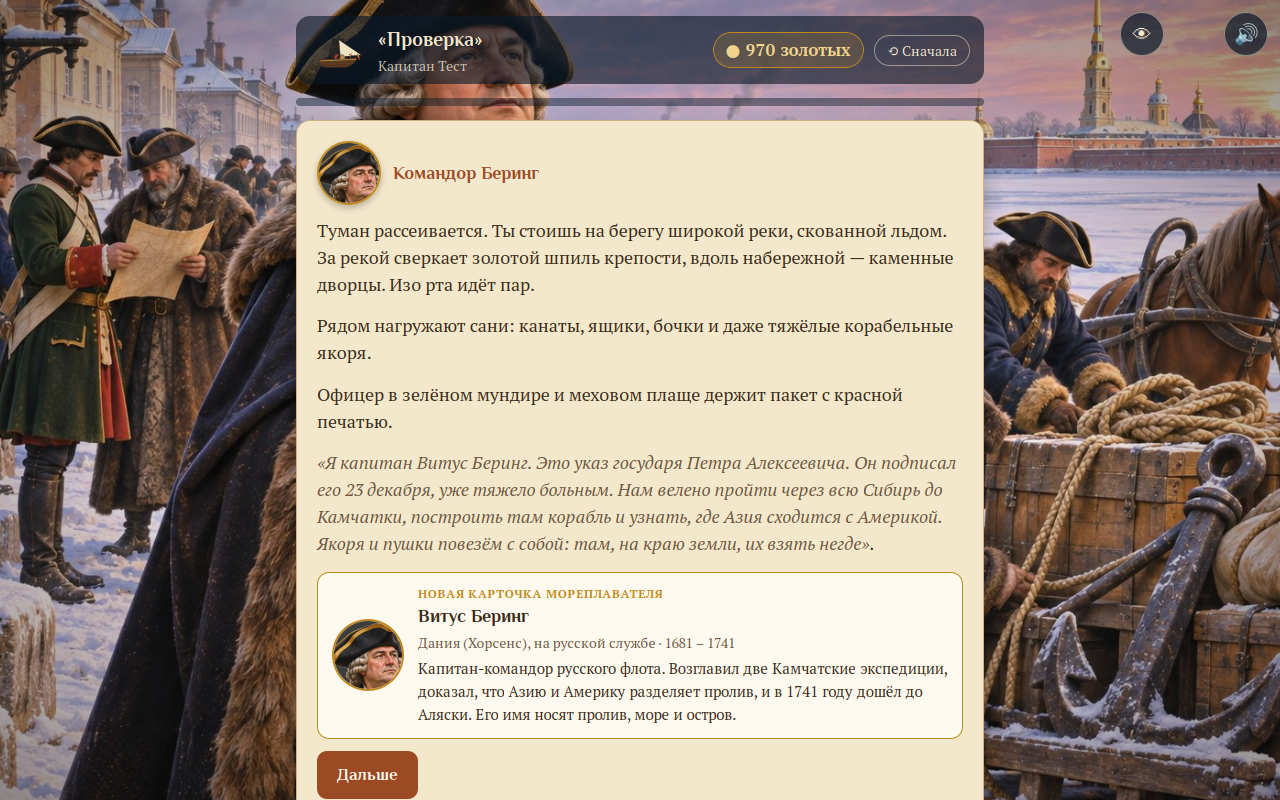 «Проверка»
Капитан Тест
970 золотых
⟲ Сначала
Командор Беринг
Туман рассеивается. Ты стоишь на берегу широкой реки, скованной льдом.
За рекой сверкает золотой шпиль крепости, вдоль набережной — каменные
дворцы. Изо рта идёт пар.
Рядом нагружают сани: канаты, ящики, бочки и даже тяжёлые корабельные
якоря.
Офицер в зелёном мундире и меховом плаще держит пакет с красной
печатью.
«Я капитан Витус Беринг. Это указ государя Петра Алексеевича. Он подписал
его 23 декабря, уже тяжело больным. Нам велено пройти через всю Сибирь до
Камчатки, построить там корабль и узнать, где Азия сходится с Америкой.
Якоря и пушки повезём с собой: там, на краю земли, их взять негде».
НОВАЯ КАРТОЧКА МОРЕПЛАВАТЕЛЯ
Витус Беринг
Дания (Хорсенс), на русской службе · 1681 – 1741
Капитан-командор русского флота. Возглавил две Камчатские экспедиции,
доказал, что Азию и Америку разделяет пролив, и в 1741 году дошёл до
Аляски. Его имя носят пролив, море и остров.
Дальше